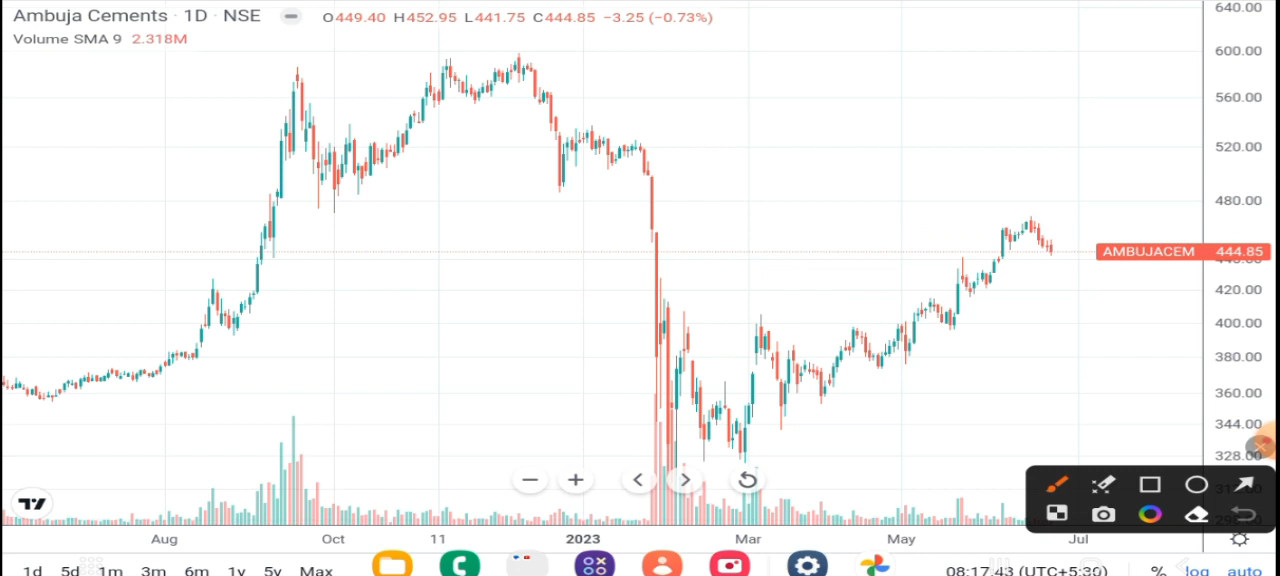 Ambuja Cements · 1D · NSE O449.40 H452.95 L441.75 C444.85 −3.25 (−0.73%)
Volume SMA 9 2.318M
640.00
600.00
560.00
520.00
480.00
AMBUJACEM 444.85
420.00
400.00
380.00
360.00
344.00
328.00
Aug Oct 11 2023 Mar May Jul
1d 5d 1m 3m 6m 1y 5y Max 08:17:43 (UTC+5:30) % log auto